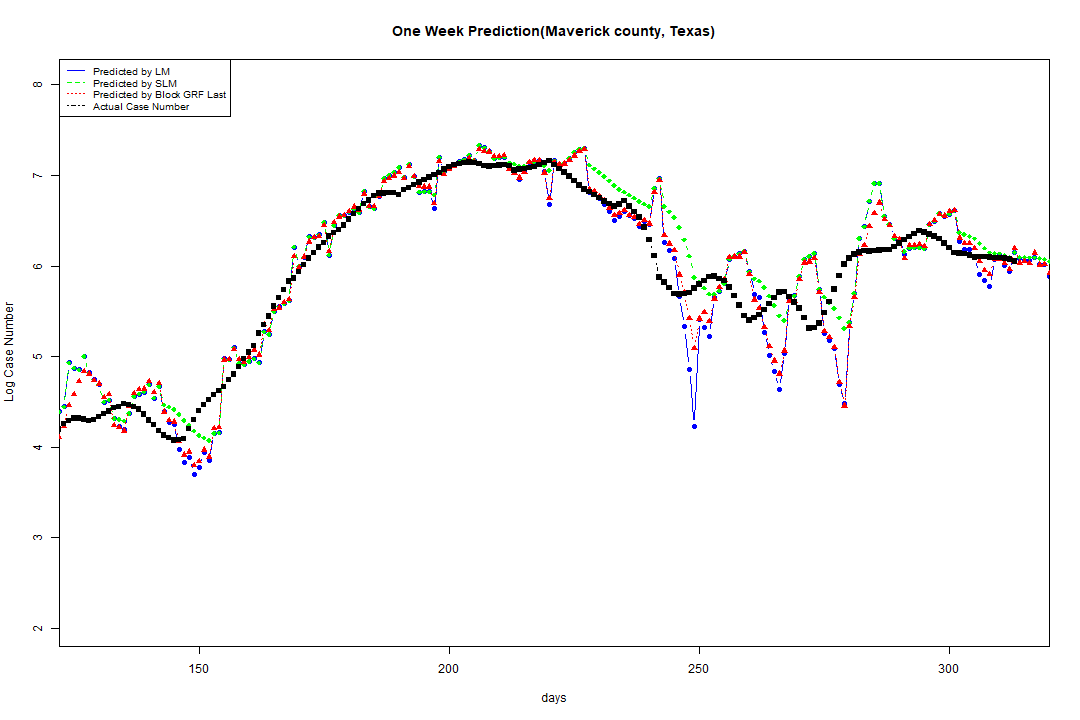 One Week Prediction(Maverick county, Texas)
Predicted by LM
Predicted by SLM
Predicted by Block GRF Last
Actual Case Number
8
7
6
5
4
3
2
Log Case Number
150
200
250
300
days